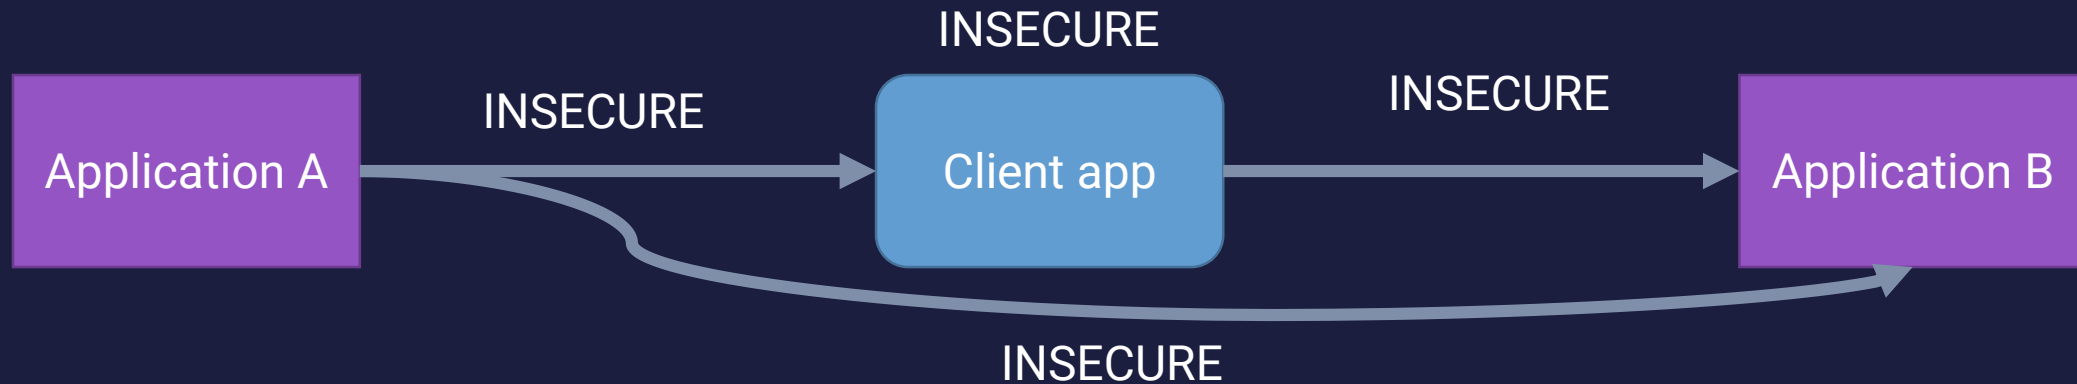 INSECURE
INSECURE
INSECURE
Application A
Client app
Application B
INSECURE